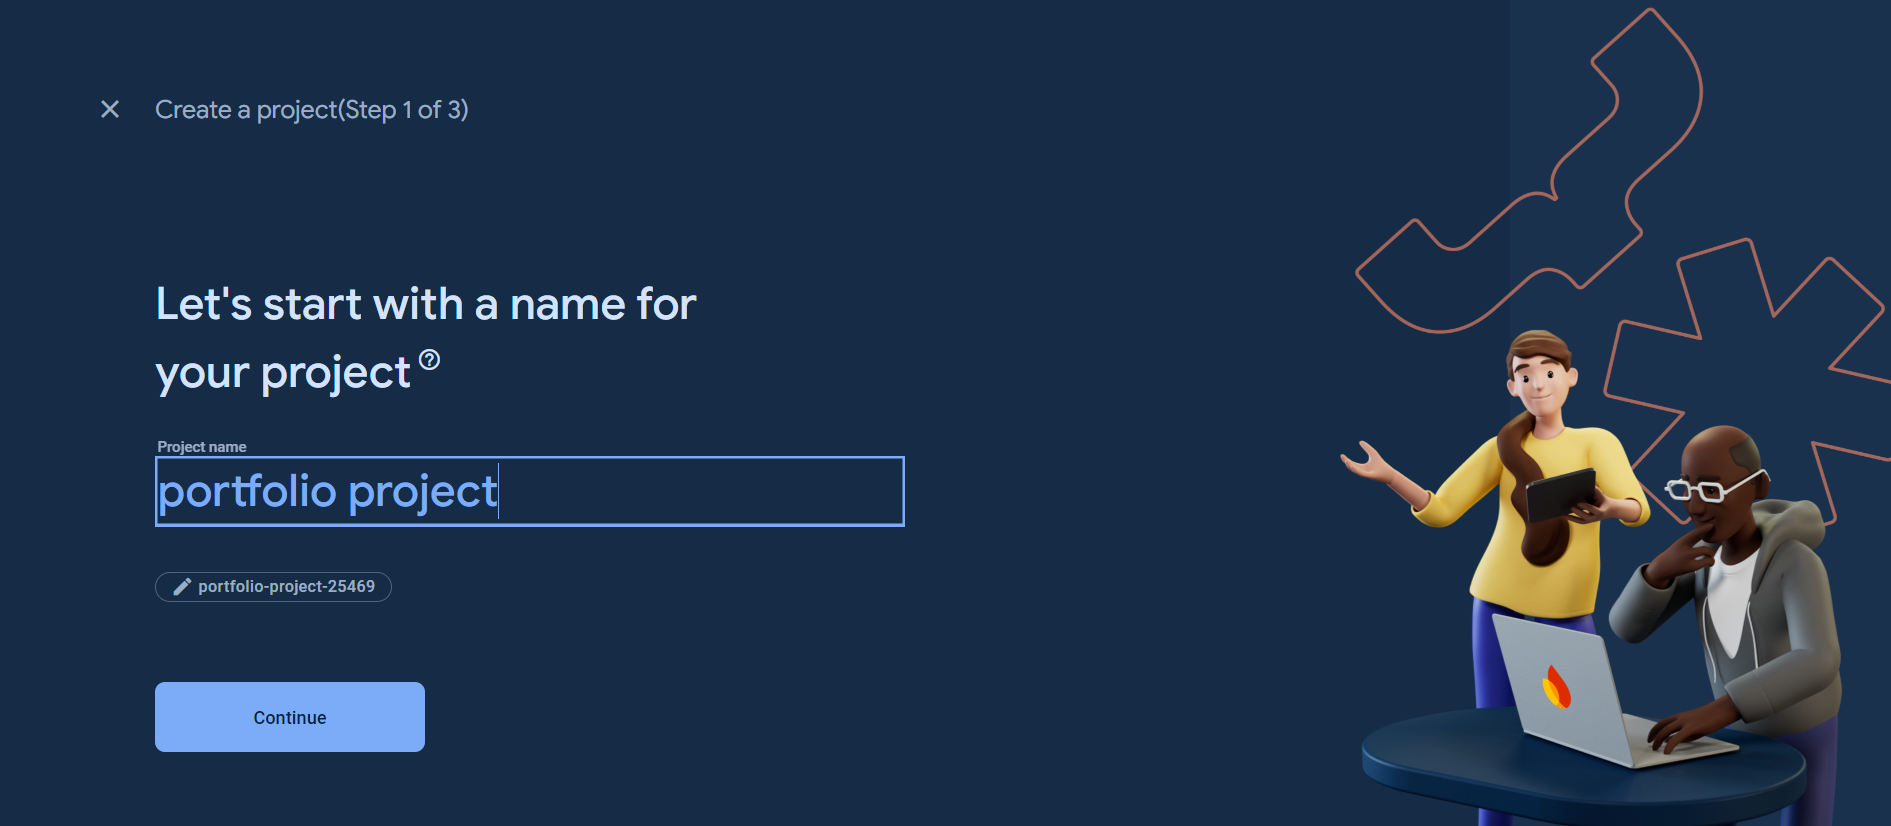 Create a project(Step 1 of 3)
Let's start with a name for
your project
Project name
portfolio project
portfolio-project-25469
Continue